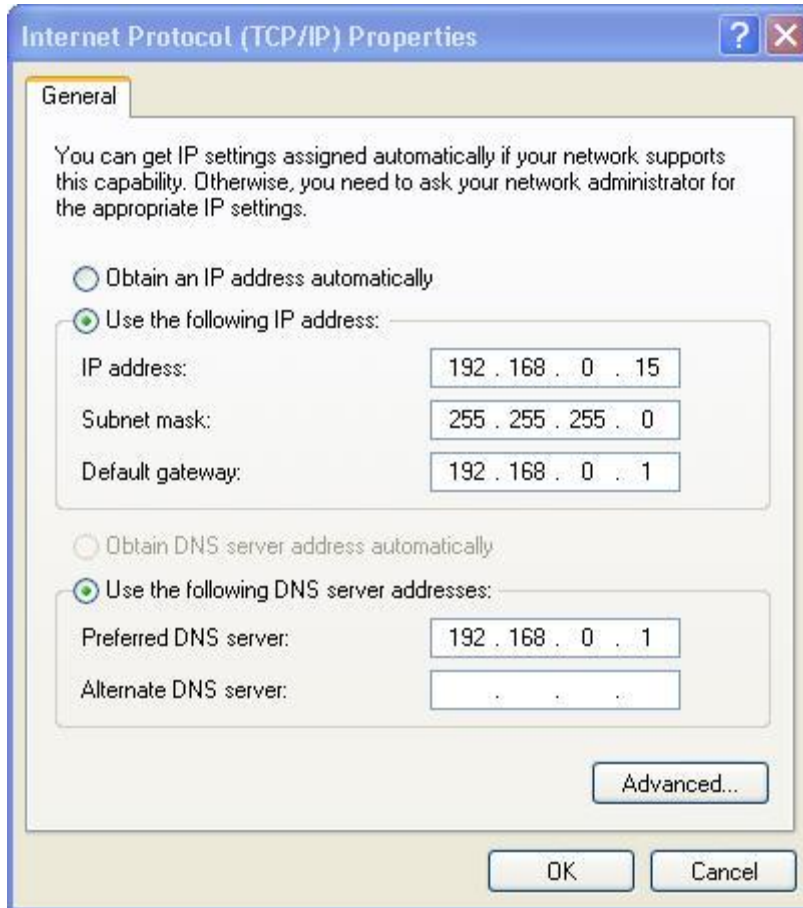 Internet Protocol (TCP/IP) Properties
?
General
You can get IP settings assigned automatically if your network supports
this capability. Otherwise, you need to ask your network administrator for
the appropriate IP settings.
Obtain an IP address automatically
Use the following IP address:
IP address: 192 . 168 . 0 . 15
Subnet mask: 255 . 255 . 255 . 0
Default gateway: 192 . 168 . 0 . 1
Obtain DNS server address automatically
Use the following DNS server addresses:
Preferred DNS server: 192 . 168 . 0 . 1
Alternate DNS server: . . .
Advanced...
OK Cancel